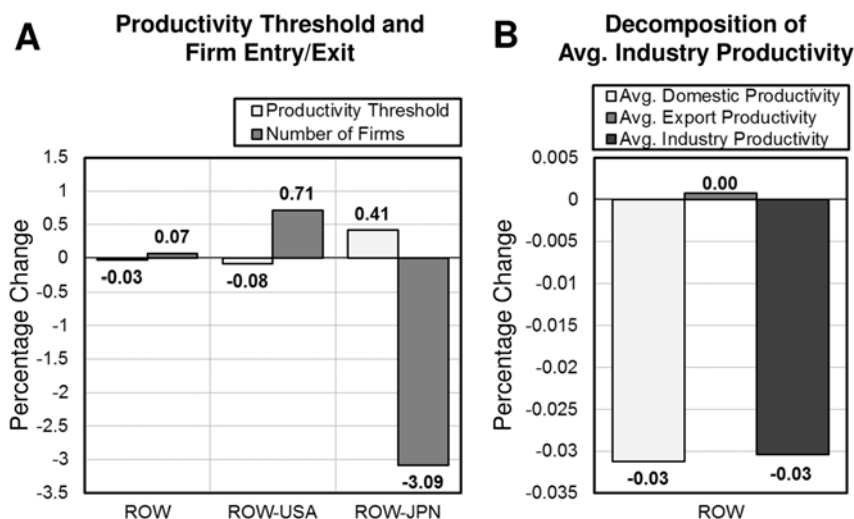 A
Productivity Threshold and
Firm Entry/Exit
Productivity Threshold
Number of Firms
Percentage Change
1.5
1
0.5
0
-0.5
-1
-1.5
-2
-2.5
-3
-3.5
-0.03
0.07
-0.08
0.71
0.41
-3.09
ROW
ROW-USA
ROW-JPN
B
Decomposition of
Avg. Industry Productivity
Avg. Domestic Productivity
Avg. Export Productivity
Avg. Industry Productivity
Percentage Change
0.005
0
-0.005
-0.01
-0.015
-0.02
-0.025
-0.03
-0.035
0.00
-0.03
-0.03
ROW